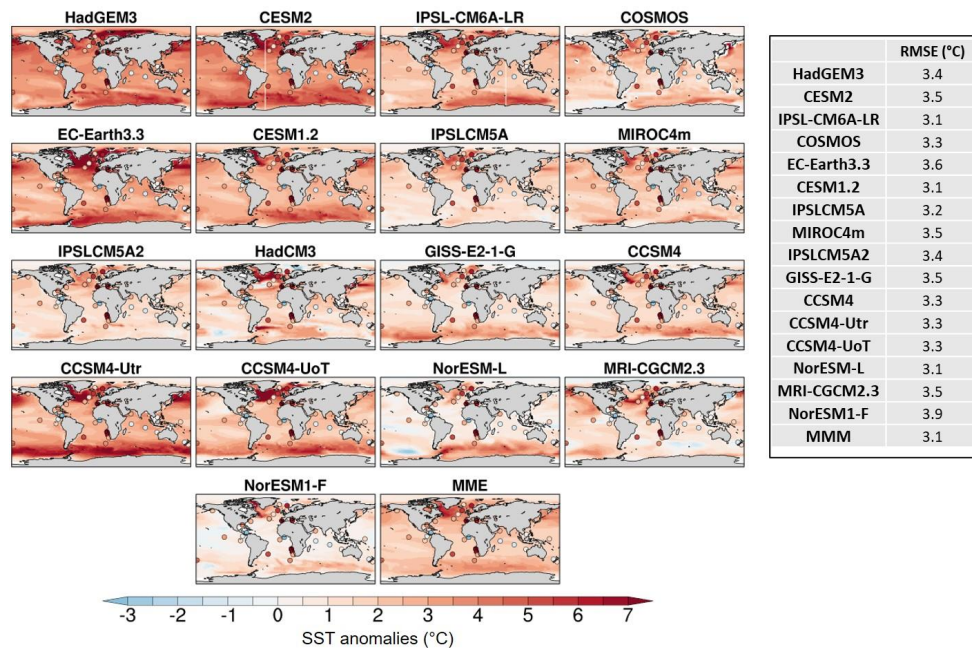 HadGEM3 CESM2 IPSL-CM6A-LR COSMOS
EC-Earth3.3 CESM1.2 IPSLCM5A MIROC4m
IPSLCM5A2 HadCM3 GISS-E2-1-G CCSM4
CCSM4-Utr CCSM4-UoT NorESM-L MRI-CGCM2.3
NorESM1-F MME
-3 -2 -1 0 1 2 3 4 5 6 7
SST anomalies (°C)
RMSE (°C)
HadGEM3 3.4
CESM2 3.5
IPSL-CM6A-LR 3.1
COSMOS 3.3
EC-Earth3.3 3.6
CESM1.2 3.1
IPSLCM5A 3.2
MIROC4m 3.5
IPSLCM5A2 3.4
GISS-E2-1-G 3.5
CCSM4 3.3
CCSM4-Utr 3.3
CCSM4-UoT 3.3
NorESM-L 3.1
MRI-CGCM2.3 3.5
NorESM1-F 3.9
MMM 3.1